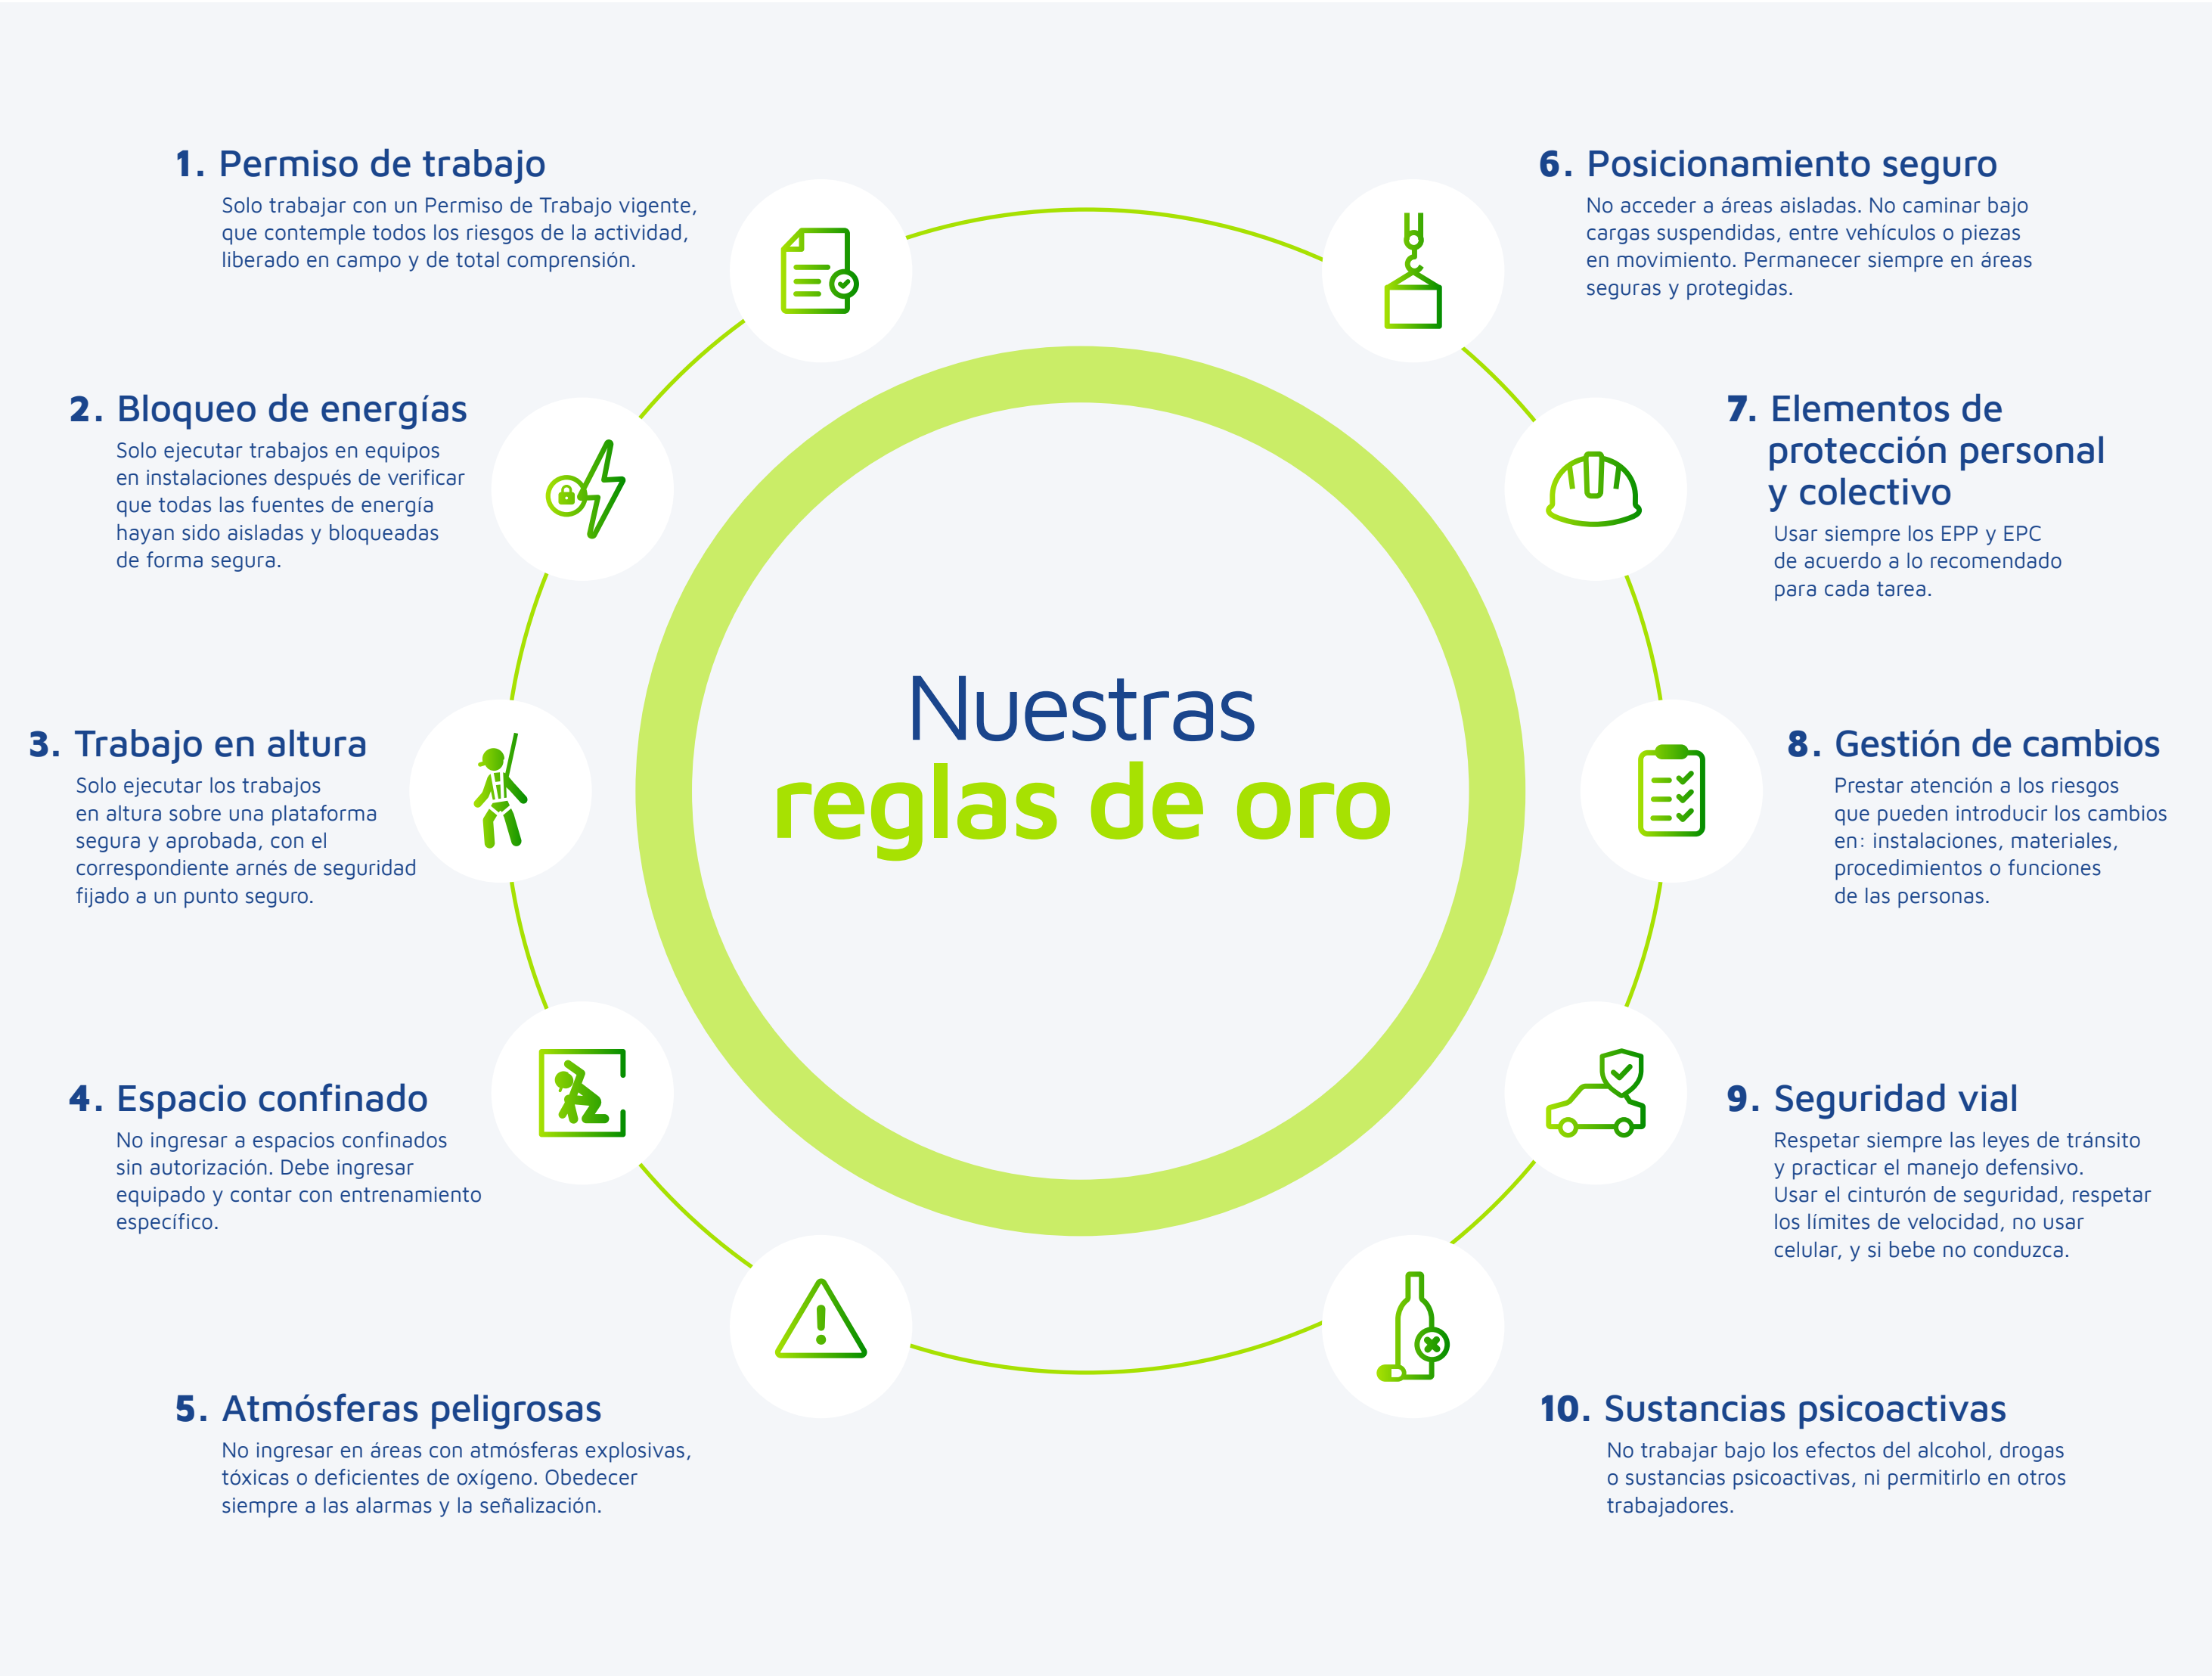 1. Permiso de trabajo
Solo trabajar con un Permiso de Trabajo vigente,
que contemple todos los riesgos de la actividad,
liberado en campo y de total comprensión.
2. Bloqueo de energías
Solo ejecutar trabajos en equipos
en instalaciones después de verificar
que todas las fuentes de energía
hayan sido aisladas y bloqueadas
de forma segura.
3. Trabajo en altura
Solo ejecutar los trabajos
en altura sobre una plataforma
segura y aprobada, con el
correspondiente arnés de seguridad
fijado a un punto seguro.
4. Espacio confinado
No ingresar a espacios confinados
sin autorización. Debe ingresar
equipado y contar con entrenamiento
específico.
5. Atmósferas peligrosas
No ingresar en áreas con atmósferas explosivas,
tóxicas o deficientes de oxígeno. Obedecer
siempre a las alarmas y la señalización.
Nuestras
reglas de oro
6. Posicionamiento seguro
No acceder a áreas aisladas. No caminar bajo
cargas suspendidas, entre vehículos o piezas
en movimiento. Permanecer siempre en áreas
seguras y protegidas.
7. Elementos de
protección personal
y colectivo
Usar siempre los EPP y EPC
de acuerdo a lo recomendado
para cada tarea.
8. Gestión de cambios
Prestar atención a los riesgos
que pueden introducir los cambios
en: instalaciones, materiales,
procedimientos o funciones
de las personas.
9. Seguridad vial
Respetar siempre las leyes de tránsito
y practicar el manejo defensivo.
Usar el cinturón de seguridad, respetar
los límites de velocidad, no usar
celular, y si bebe no conduzca.
10. Sustancias psicoactivas
No trabajar bajo los efectos del alcohol, drogas
o sustancias psicoactivas, ni permitirlo en otros
trabajadores.